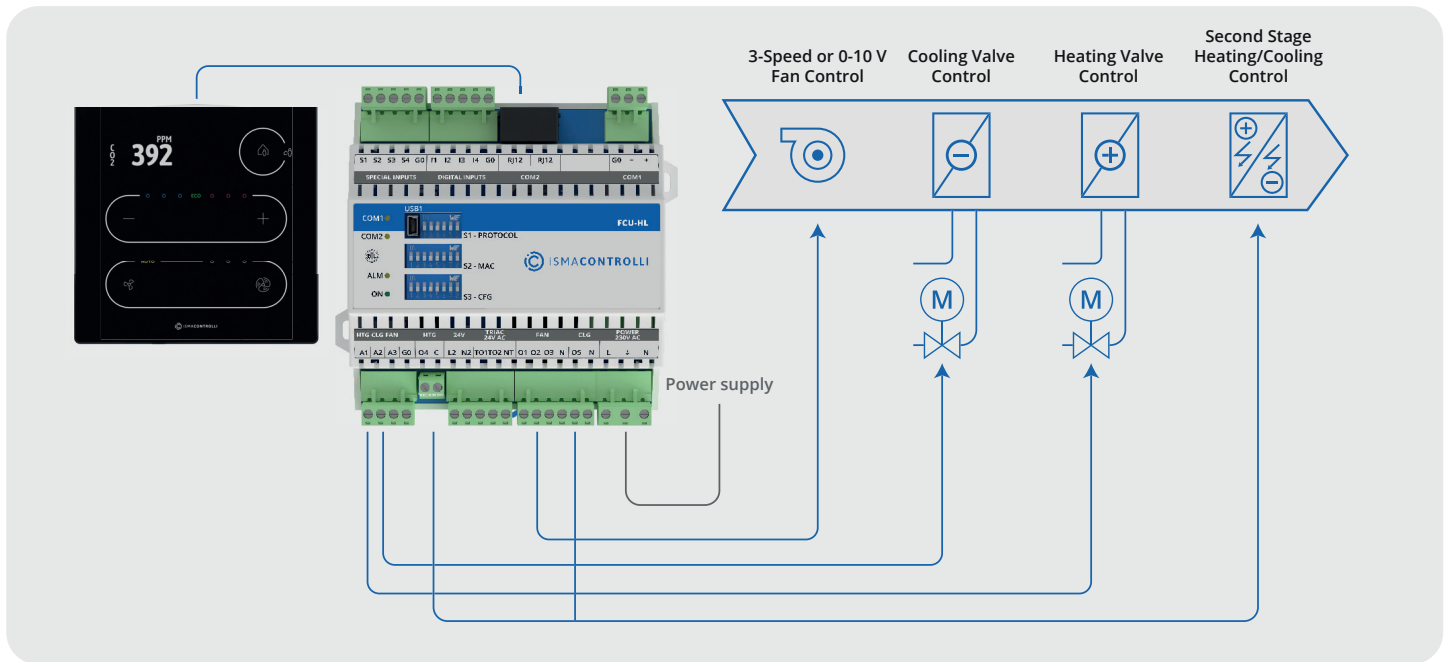 3-Speed or 0-10 V
Fan Control
Cooling Valve
Control
Heating Valve
Control
Second Stage
Heating/Cooling
Control
CO2
PPM
392
ECO
AUTO
ISMACONTROLLI
S1 S2 S3 S4 G0 I1 I2 I3 I4 G0 RJ12 RJ12 G0 - +
SPECIAL INPUTS DIGITAL INPUTS COM2 COM1
USB1
COM1
COM2
ALM
ON
S1 - PROTOCOL
S2 - MAC
S3 - CFG
FCU-HL
ISMACONTROLLI
HTG CLG FAN HTG 24V TRIAC 24V AC FAN CLG POWER 230V AC
A1 A2 A3 G0 O4 C L2 N2 TO1 TO2 NT O1 O2 O3 N O5 N L N
Power supply
M
M